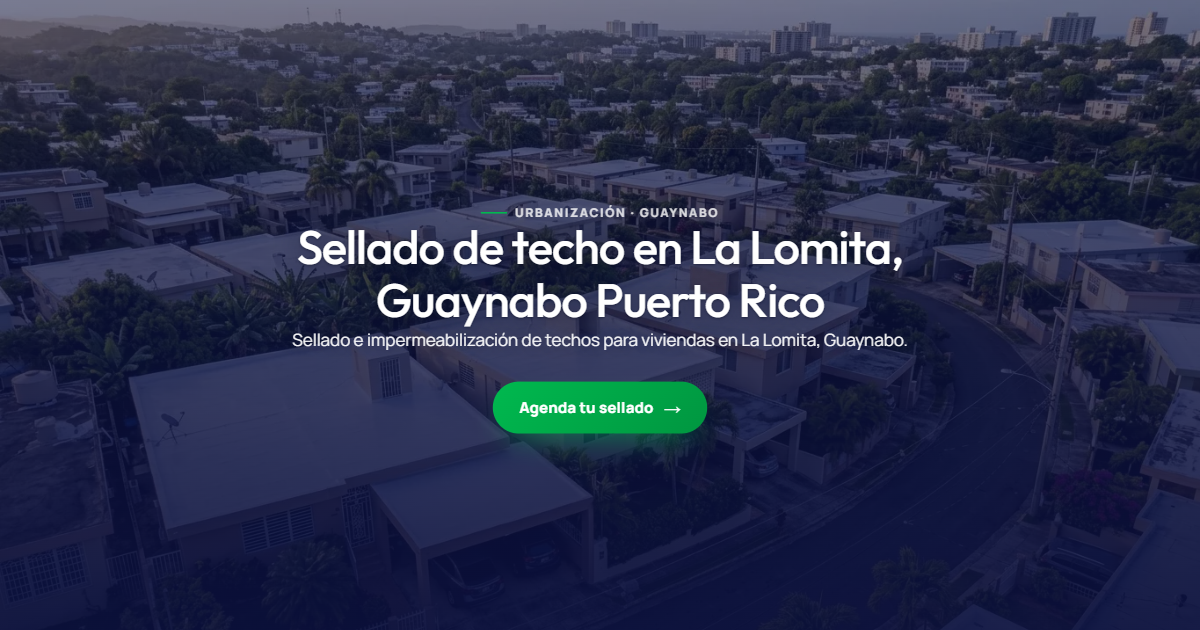 URBANIZACIÓN · GUAYNABO
Sellado de techo en La Lomita,
Guaynabo Puerto Rico
Sellado e impermeabilización de techos para viviendas en La Lomita, Guaynabo.
Agenda tu sellado →